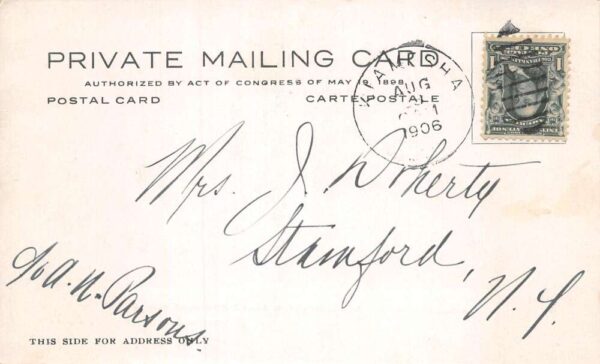 PRIVATE MAILING CARD
AUTHORIZED BY ACT OF CONGRESS OF MAY 19, 1898.
POSTAL CARD CARTE POSTALE
KIAMESHA
AUG
1906
Mrs. J. Doherty
Stamford,
N. Y.
c/o A. N. Parsons.
THIS SIDE FOR ADDRESS ONLY